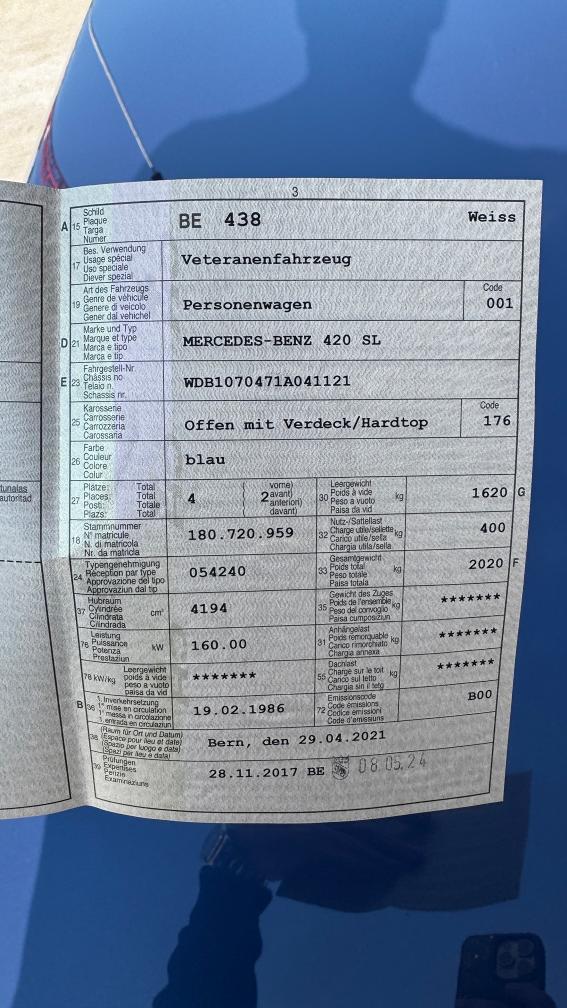 3
A 15 Schild
Plaque
Targa
Numer
BE 438 Weiss
17 Bes. Verwendung
Usage spécial
Uso speciale
Diever spezial
Veteranenfahrzeug
19 Art des Fahrzeugs
Genre de véhicule
Genere di veicolo
Gener dal vehichel
Personenwagen
Code
001
D 21 Marke und Typ
Marque et type
Marca e tipo
Marca e tip
MERCEDES-BENZ 420 SL
E 23 Fahrgestell-Nr.
Châssis no
Telaio n.
Schassis nr.
WDB1070471A041121
25 Karosserie
Carrosserie
Carrozzeria
Carossaria
Offen mit Verdeck/Hardtop
Code
176
26 Farbe
Couleur
Colore
Colur
blau
27 Plätze: Total
Places: Total
Posti: Totale
Plazs: Total
4
vorne)
2 avant)
anteriori)
davant)
30 Leergewicht
Poids à vide
Peso a vuoto
Paisa da vid
kg
1620 G
tunalas
autoritad
18 Stammnummer
N° matricule
N. di matricola
Nr. da matricla
180.720.959
32 Nutz-/Sattellast
Charge utile/sellette
Carico utile/sella
Chargia utila/sella
kg
400
24 Typengenehmigung
Réception par type
Approvazione del tipo
Approvaziun dal tip
054240
33 Gesamtgewicht
Poids total
Peso totale
Paisa totala
kg
2020 F
37 Hubraum
Cylindrée
Cilindrata
Cilindrada
cm³
4194
35 Gewicht des Zuges
Poids de l'ensemble
Peso del convoglio
Paisa cumposiziun
kg
*******
76 Leistung
Puissance
Potenza
Prestaziun
kW
160.00
31 Anhängelast
Poids remorquable
Carico rimorchiato
Chargia annexa
kg
*******
78 kW/kg Leergewicht
poids à vide
peso a vuoto
paisa da vid
*******
55 Dachlast
Charge sur le toit
Carico sul tetto
Chargia sin il tetg
kg
*******
B 36 1. Inverkehrsetzung
1re mise en circulation
1a messa in circolazione
1. entrada en circulaziun
19.02.1986
72 Emissionscode
Code émissions
Codice emissioni
Code d'emissiuns
B00
38 (Raum für Ort und Datum)
(Espace pour lieu et date)
(Spazio per luogo e data)
(Spazi per lieu e data)
Bern, den 29.04.2021
39 Prüfungen
Expertises
Perizie
Examinaziuns
28.11.2017 BE 08.05.24